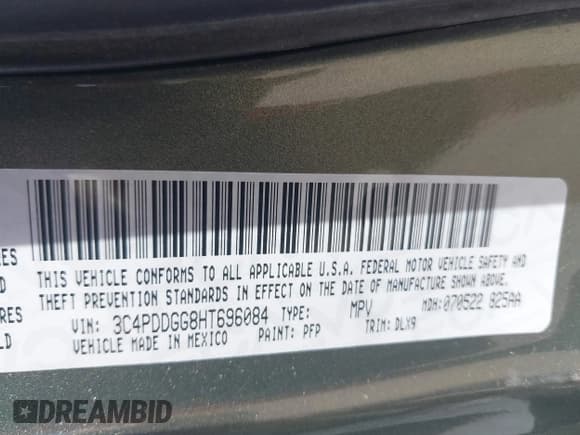 THIS VEHICLE CONFORMS TO ALL APPLICABLE U.S.A. FEDERAL MOTOR VEHICLE SAFETY AND
THEFT PREVENTION STANDARDS IN EFFECT ON THE DATE OF MANUFACTURE SHOWN ABOVE.
VIN: 3C4PDDGG8HT696084 TYPE: MPV MDH: 070522 825AA
VEHICLE MADE IN MEXICO PAINT: PFP TRIM: DLX9
DREAMBID